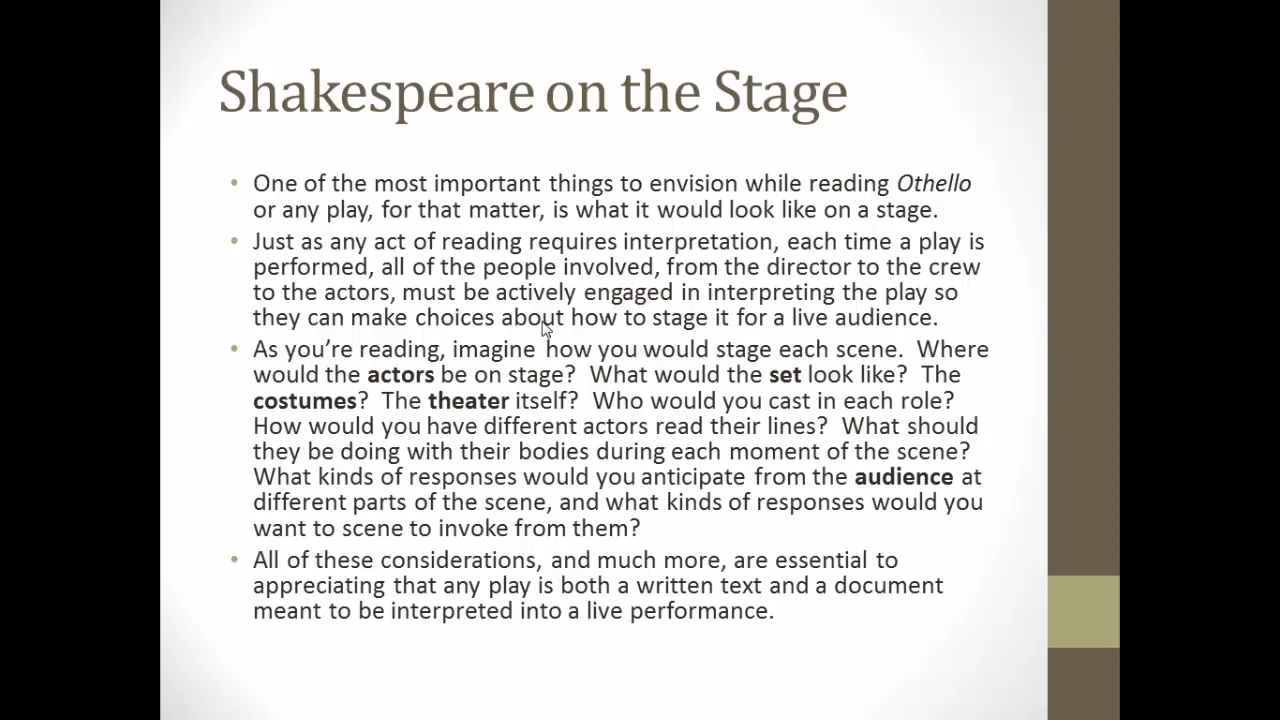 Shakespeare on the Stage
• One of the most important things to envision while reading Othello
or any play, for that matter, is what it would look like on a stage.
• Just as any act of reading requires interpretation, each time a play is
performed, all of the people involved, from the director to the crew
to the actors, must be actively engaged in interpreting the play so
they can make choices about how to stage it for a live audience.
• As you’re reading, imagine how you would stage each scene.  Where
would the actors be on stage?  What would the set look like?  The
costumes?  The theater itself?  Who would you cast in each role?
How would you have different actors read their lines?  What should
they be doing with their bodies during each moment of the scene?
What kinds of responses would you anticipate from the audience at
different parts of the scene, and what kinds of responses would you
want to scene to invoke from them?
• All of these considerations, and much more, are essential to
appreciating that any play is both a written text and a document
meant to be interpreted into a live performance.